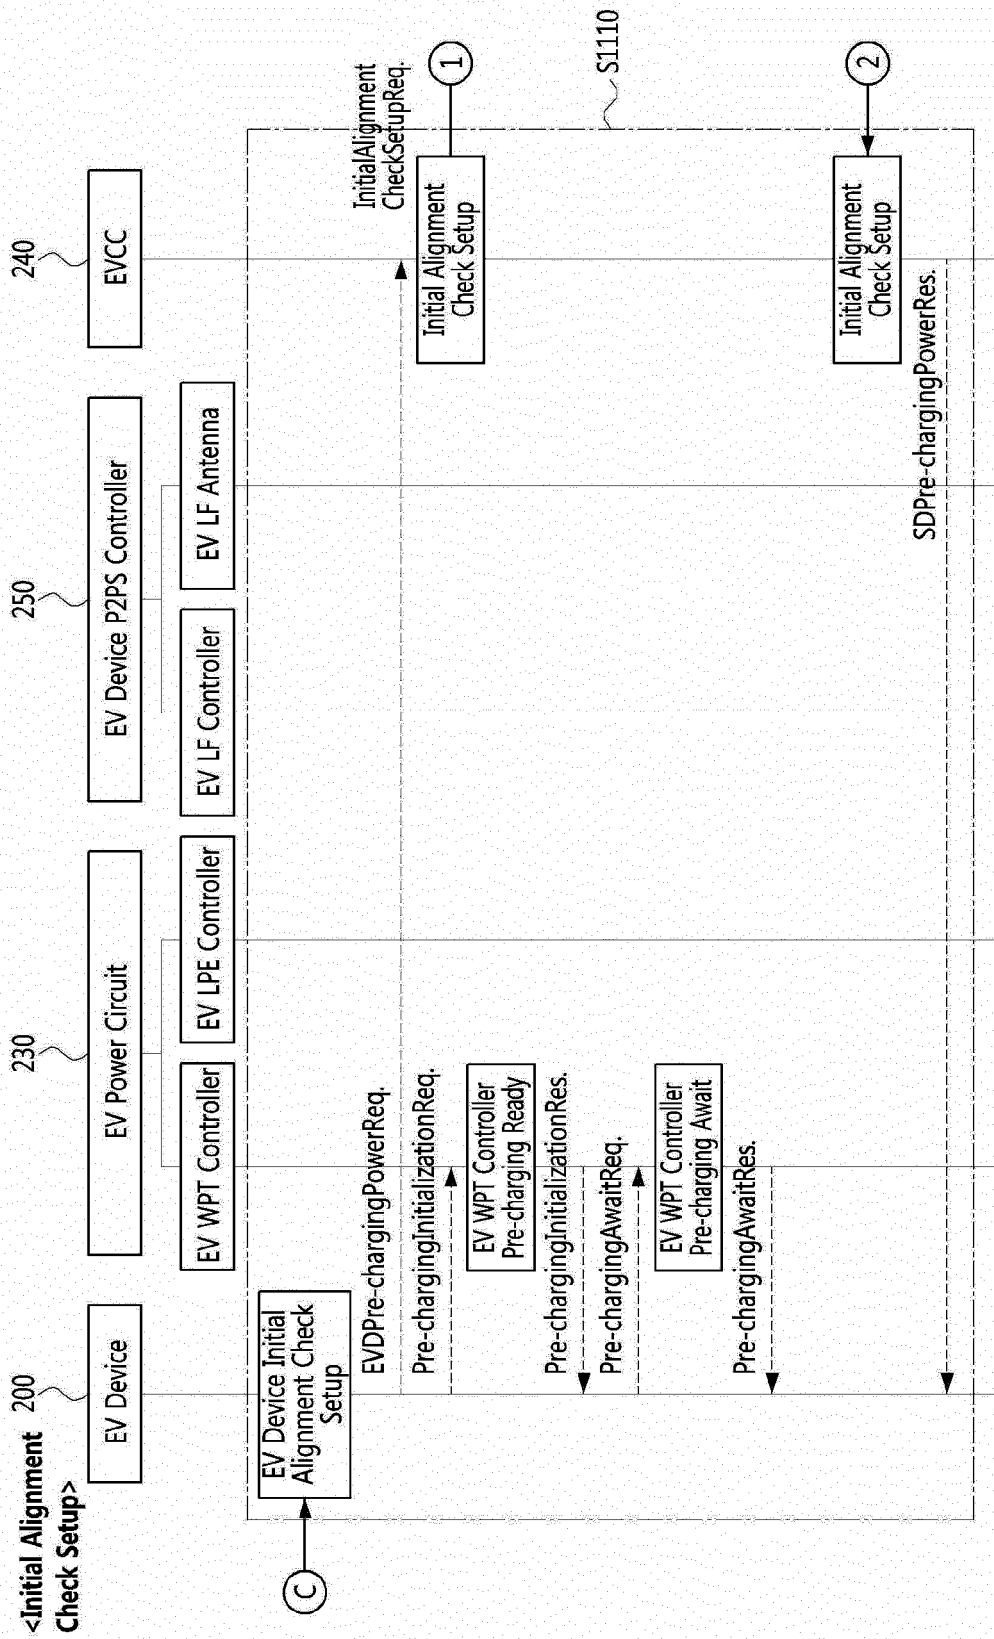 <Initial Alignment
Check Setup>
200
230
250
240
EV Device
EV Power Circuit
EV Device P2PS Controller
EVCC
EV WPT Controller
EV LPE Controller
EV LF Controller
EV LF Antenna
C
EV Device Initial
Alignment Check
Setup
EVDPre-chargingPowerReq.
InitialAlignment
CheckSetupReq.
Pre-chargingInitializationReq.
Initial Alignment
Check Setup
1
EV WPT Controller
Pre-charging Ready
Pre-chargingInitializationRes.
S1110
Pre-chargingAwaitReq.
EV WPT Controller
Pre-charging Await
Pre-chargingAwaitRes.
Initial Alignment
Check Setup
2
SDPre-chargingPowerRes.